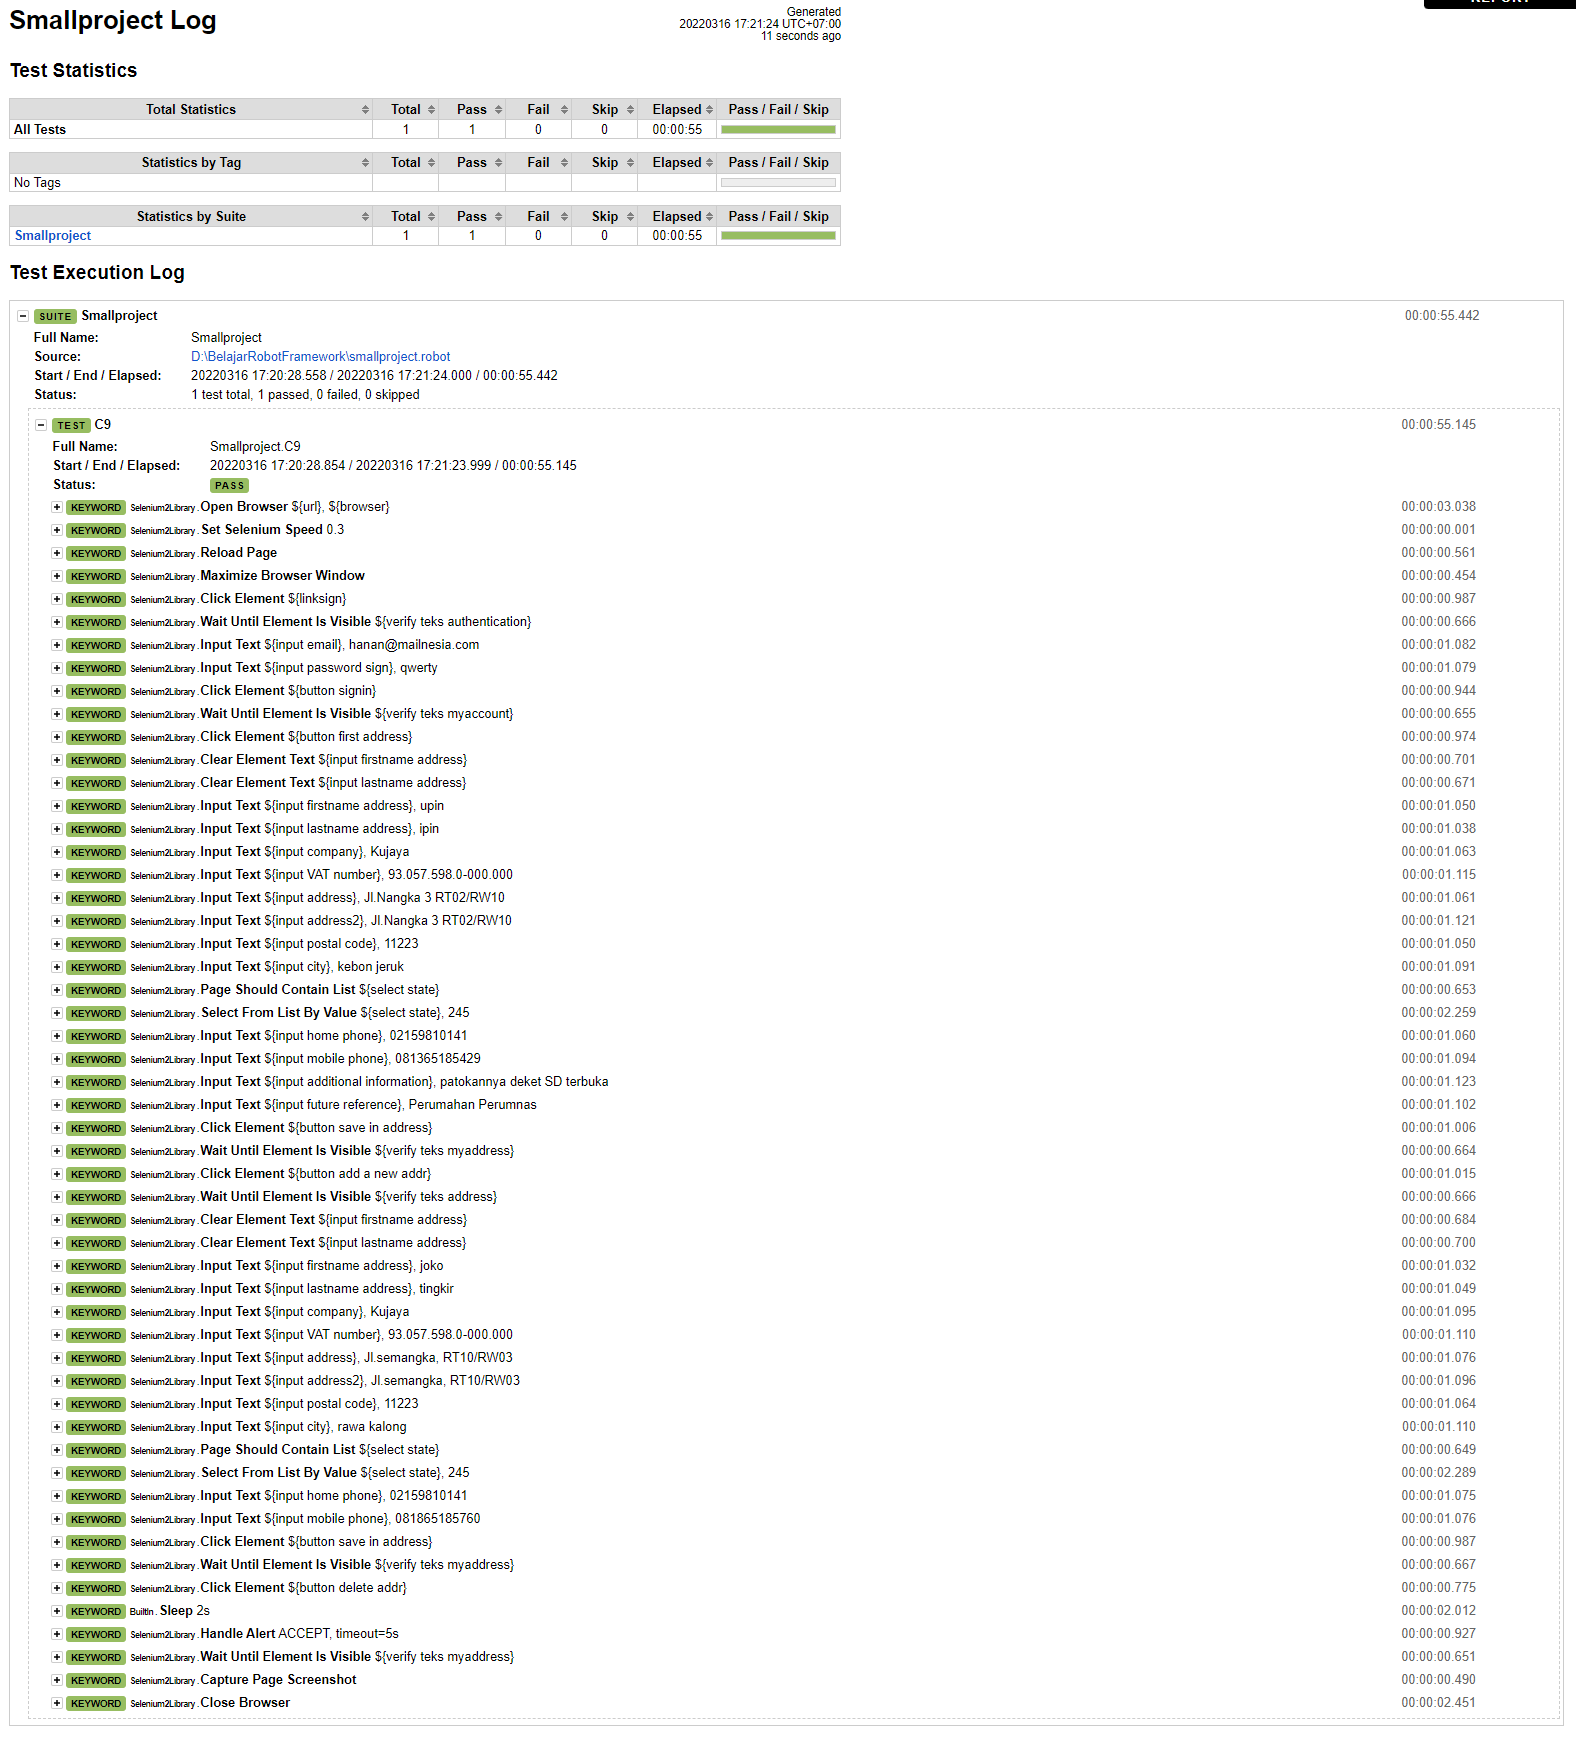 REPORT
Smallproject Log
Generated
20220316 17:21:24 UTC+07:00
11 seconds ago
Test Statistics
Total Statistics Total Pass Fail Skip Elapsed Pass / Fail / Skip
All Tests 1 1 0 0 00:00:55
Statistics by Tag Total Pass Fail Skip Elapsed Pass / Fail / Skip
No Tags
Statistics by Suite Total Pass Fail Skip Elapsed Pass / Fail / Skip
Smallproject 1 1 0 0 00:00:55
Test Execution Log
SUITE Smallproject 00:00:55.442
Full Name: Smallproject
Source: D:\BelajarRobotFramework\smallproject.robot
Start / End / Elapsed: 20220316 17:20:28.558 / 20220316 17:21:24.000 / 00:00:55.442
Status: 1 test total, 1 passed, 0 failed, 0 skipped
TEST C9 00:00:55.145
Full Name: Smallproject.C9
Start / End / Elapsed: 20220316 17:20:28.854 / 20220316 17:21:23.999 / 00:00:55.145
Status: PASS
KEYWORD Selenium2Library.Open Browser ${url}, ${browser} 00:00:03.038
KEYWORD Selenium2Library.Set Selenium Speed 0.3 00:00:00.001
KEYWORD Selenium2Library.Reload Page 00:00:00.561
KEYWORD Selenium2Library.Maximize Browser Window 00:00:00.454
KEYWORD Selenium2Library.Click Element ${linksign} 00:00:00.987
KEYWORD Selenium2Library.Wait Until Element Is Visible ${verify teks authentication} 00:00:00.666
KEYWORD Selenium2Library.Input Text ${input email}, hanan@mailnesia.com 00:00:01.082
KEYWORD Selenium2Library.Input Text ${input password sign}, qwerty 00:00:01.079
KEYWORD Selenium2Library.Click Element ${button signin} 00:00:00.944
KEYWORD Selenium2Library.Wait Until Element Is Visible ${verify teks myaccount} 00:00:00.655
KEYWORD Selenium2Library.Click Element ${button first address} 00:00:00.974
KEYWORD Selenium2Library.Clear Element Text ${input firstname address} 00:00:00.701
KEYWORD Selenium2Library.Clear Element Text ${input lastname address} 00:00:00.671
KEYWORD Selenium2Library.Input Text ${input firstname address}, upin 00:00:01.050
KEYWORD Selenium2Library.Input Text ${input lastname address}, ipin 00:00:01.038
KEYWORD Selenium2Library.Input Text ${input company}, Kujaya 00:00:01.063
KEYWORD Selenium2Library.Input Text ${input VAT number}, 93.057.598.0-000.000 00:00:01.115
KEYWORD Selenium2Library.Input Text ${input address}, Jl.Nangka 3 RT02/RW10 00:00:01.061
KEYWORD Selenium2Library.Input Text ${input address2}, Jl.Nangka 3 RT02/RW10 00:00:01.121
KEYWORD Selenium2Library.Input Text ${input postal code}, 11223 00:00:01.050
KEYWORD Selenium2Library.Input Text ${input city}, kebon jeruk 00:00:01.091
KEYWORD Selenium2Library.Page Should Contain List ${select state} 00:00:00.653
KEYWORD Selenium2Library.Select From List By Value ${select state}, 245 00:00:02.259
KEYWORD Selenium2Library.Input Text ${input home phone}, 02159810141 00:00:01.060
KEYWORD Selenium2Library.Input Text ${input mobile phone}, 081365185429 00:00:01.094
KEYWORD Selenium2Library.Input Text ${input additional information}, patokannya deket SD terbuka 00:00:01.123
KEYWORD Selenium2Library.Input Text ${input future reference}, Perumahan Perumnas 00:00:01.102
KEYWORD Selenium2Library.Click Element ${button save in address} 00:00:01.006
KEYWORD Selenium2Library.Wait Until Element Is Visible ${verify teks myaddress} 00:00:00.664
KEYWORD Selenium2Library.Click Element ${button add a new addr} 00:00:01.015
KEYWORD Selenium2Library.Wait Until Element Is Visible ${verify teks address} 00:00:00.666
KEYWORD Selenium2Library.Clear Element Text ${input firstname address} 00:00:00.684
KEYWORD Selenium2Library.Clear Element Text ${input lastname address} 00:00:00.700
KEYWORD Selenium2Library.Input Text ${input firstname address}, joko 00:00:01.032
KEYWORD Selenium2Library.Input Text ${input lastname address}, tingkir 00:00:01.049
KEYWORD Selenium2Library.Input Text ${input company}, Kujaya 00:00:01.095
KEYWORD Selenium2Library.Input Text ${input VAT number}, 93.057.598.0-000.000 00:00:01.110
KEYWORD Selenium2Library.Input Text ${input address}, Jl.semangka, RT10/RW03 00:00:01.076
KEYWORD Selenium2Library.Input Text ${input address2}, Jl.semangka, RT10/RW03 00:00:01.096
KEYWORD Selenium2Library.Input Text ${input postal code}, 11223 00:00:01.064
KEYWORD Selenium2Library.Input Text ${input city}, rawa kalong 00:00:01.110
KEYWORD Selenium2Library.Page Should Contain List ${select state} 00:00:00.649
KEYWORD Selenium2Library.Select From List By Value ${select state}, 245 00:00:02.289
KEYWORD Selenium2Library.Input Text ${input home phone}, 02159810141 00:00:01.075
KEYWORD Selenium2Library.Input Text ${input mobile phone}, 081865185760 00:00:01.076
KEYWORD Selenium2Library.Click Element ${button save in address} 00:00:00.987
KEYWORD Selenium2Library.Wait Until Element Is Visible ${verify teks myaddress} 00:00:00.667
KEYWORD Selenium2Library.Click Element ${button delete addr} 00:00:00.775
KEYWORD BuiltIn.Sleep 2s 00:00:02.012
KEYWORD Selenium2Library.Handle Alert ACCEPT, timeout=5s 00:00:00.927
KEYWORD Selenium2Library.Wait Until Element Is Visible ${verify teks myaddress} 00:00:00.651
KEYWORD Selenium2Library.Capture Page Screenshot 00:00:00.490
KEYWORD Selenium2Library.Close Browser 00:00:02.451